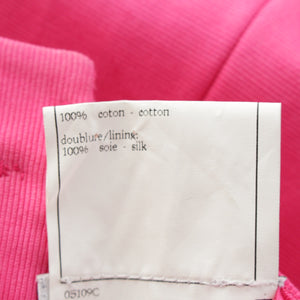 100% coton - cotton
doublure/lining:
100% soie - silk
05109C